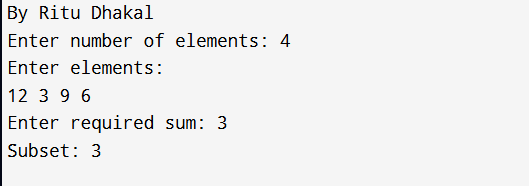 By Ritu Dhakal
Enter number of elements: 4
Enter elements:
12 3 9 6
Enter required sum: 3
Subset: 3